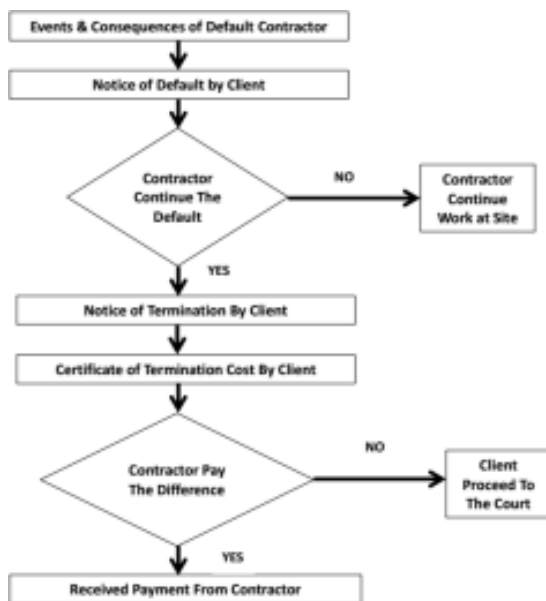 Events & Consequences of Default Contractor
Notice of Default by Client
Contractor
Continue The
Default
NO
Contractor
Continue
Work at Site
YES
Notice of Termination By Client
Certificate of Termination Cost By Client
Contractor Pay
The Difference
NO
Client
Proceed To
The Court
YES
Received Payment From Contractor